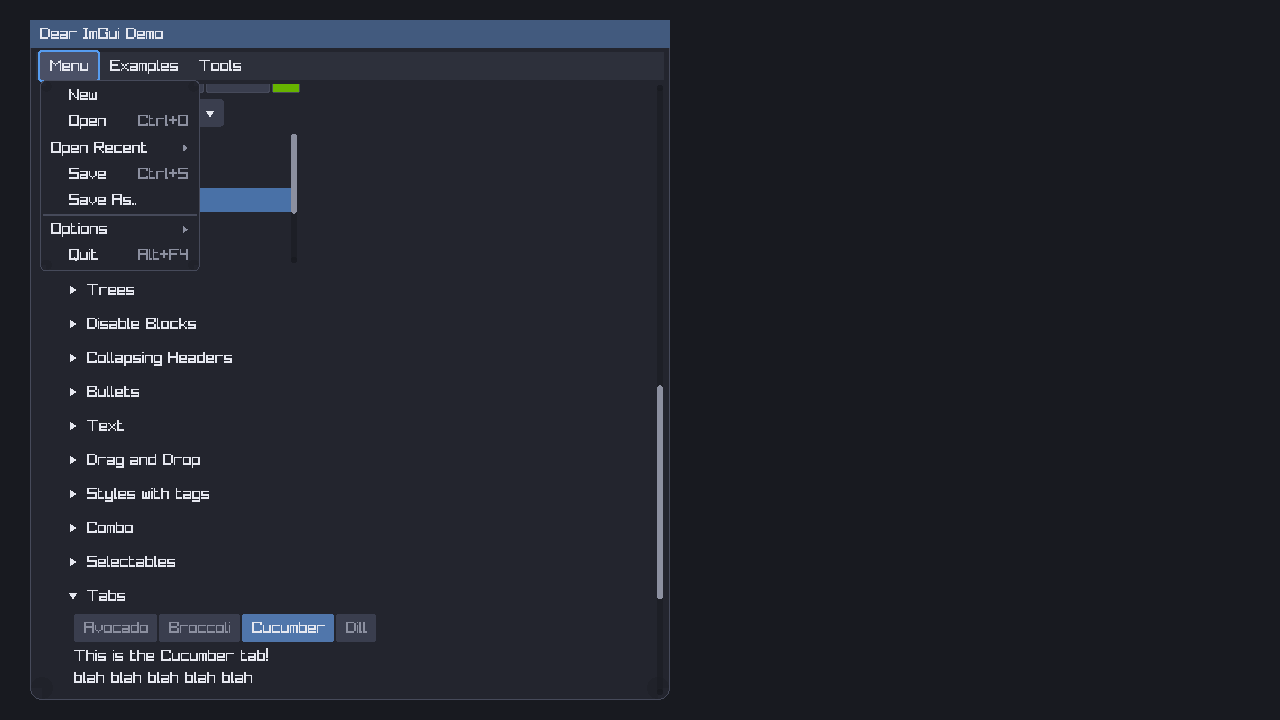 Dear ImGui Demo
Menu Examples Tools
New
Open Ctrl+O
Open Recent
Save Ctrl+S
Save As..
Options
Quit Alt+F4
Trees
Disable Blocks
Collapsing Headers
Bullets
Text
Drag and Drop
Styles with tags
Combo
Selectables
Tabs
Avocado Broccoli Cucumber Dill
This is the Cucumber tab!
blah blah blah blah blah